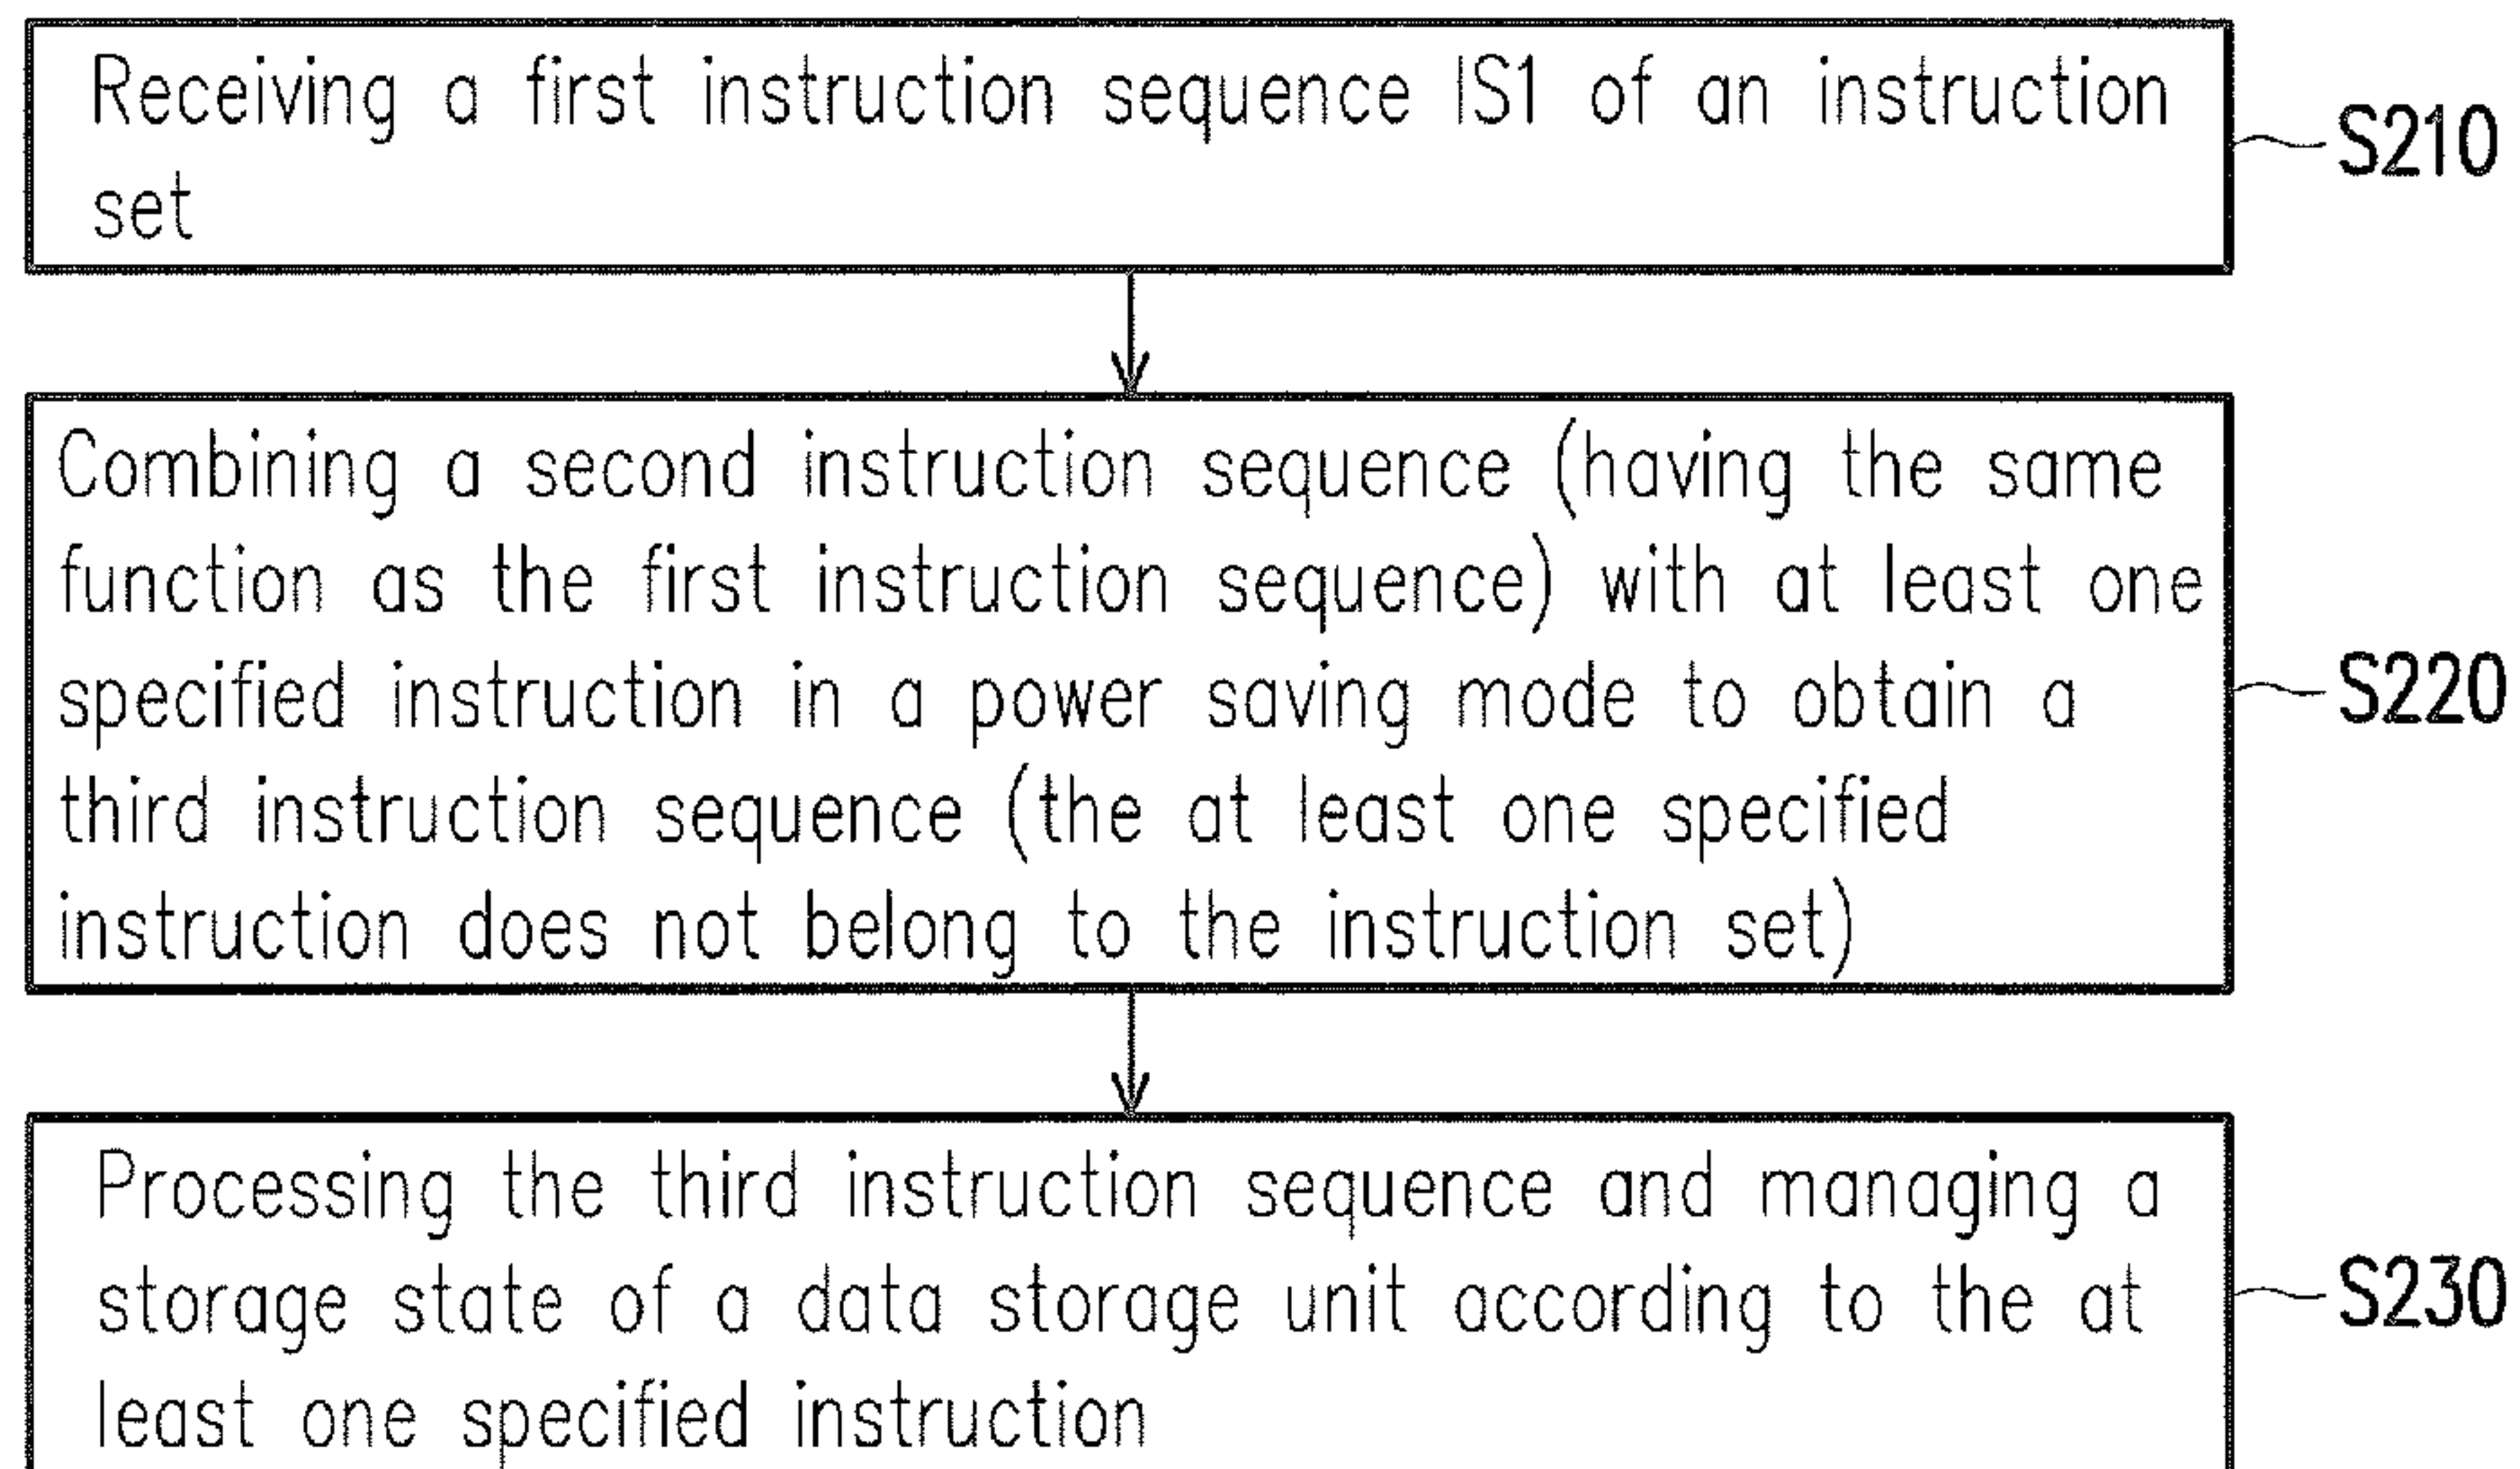 Receiving a first instruction sequence IS1 of an instruction
set
S210
Combining a second instruction sequence (having the same
function as the first instruction sequence) with at least one
specified instruction in a power saving mode to obtain a
third instruction sequence (the at least one specified
instruction does not belong to the instruction set)
S220
Processing the third instruction sequence and managing a
storage state of a data storage unit according to the at
least one specified instruction
S230